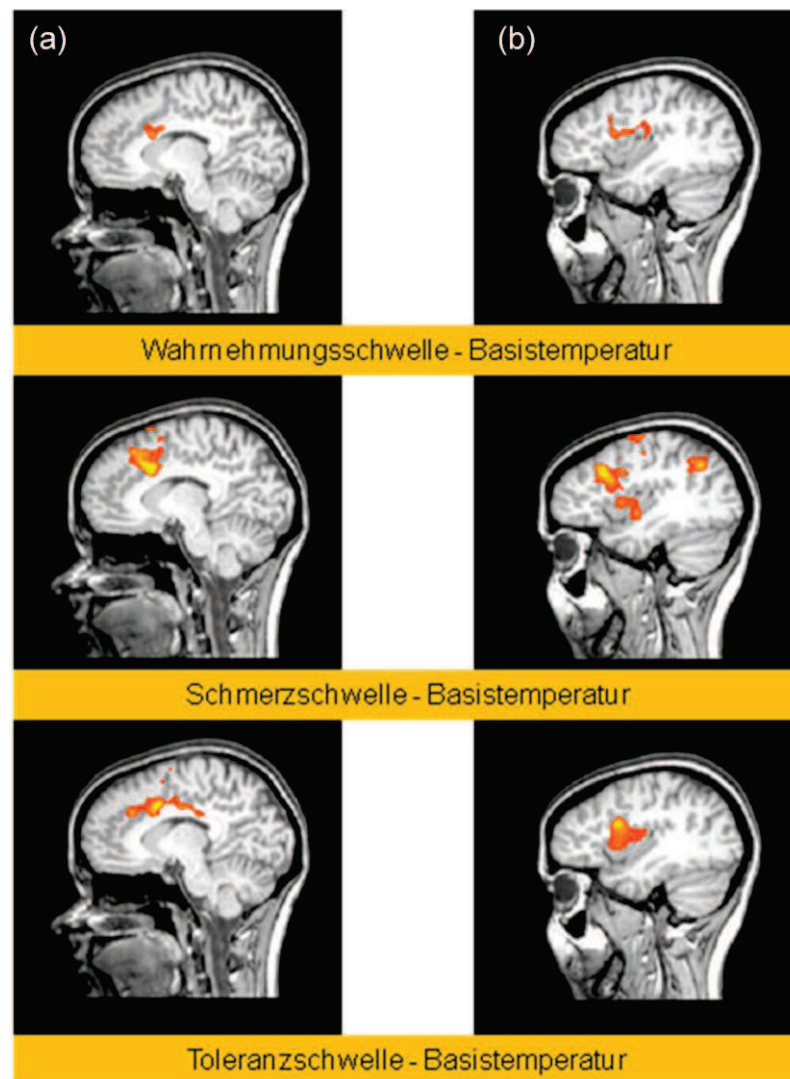 (a) (b)
Wahrnehmungsschwelle - Basistemperatur
Schmerzschwelle - Basistemperatur
Toleranzschwelle - Basistemperatur